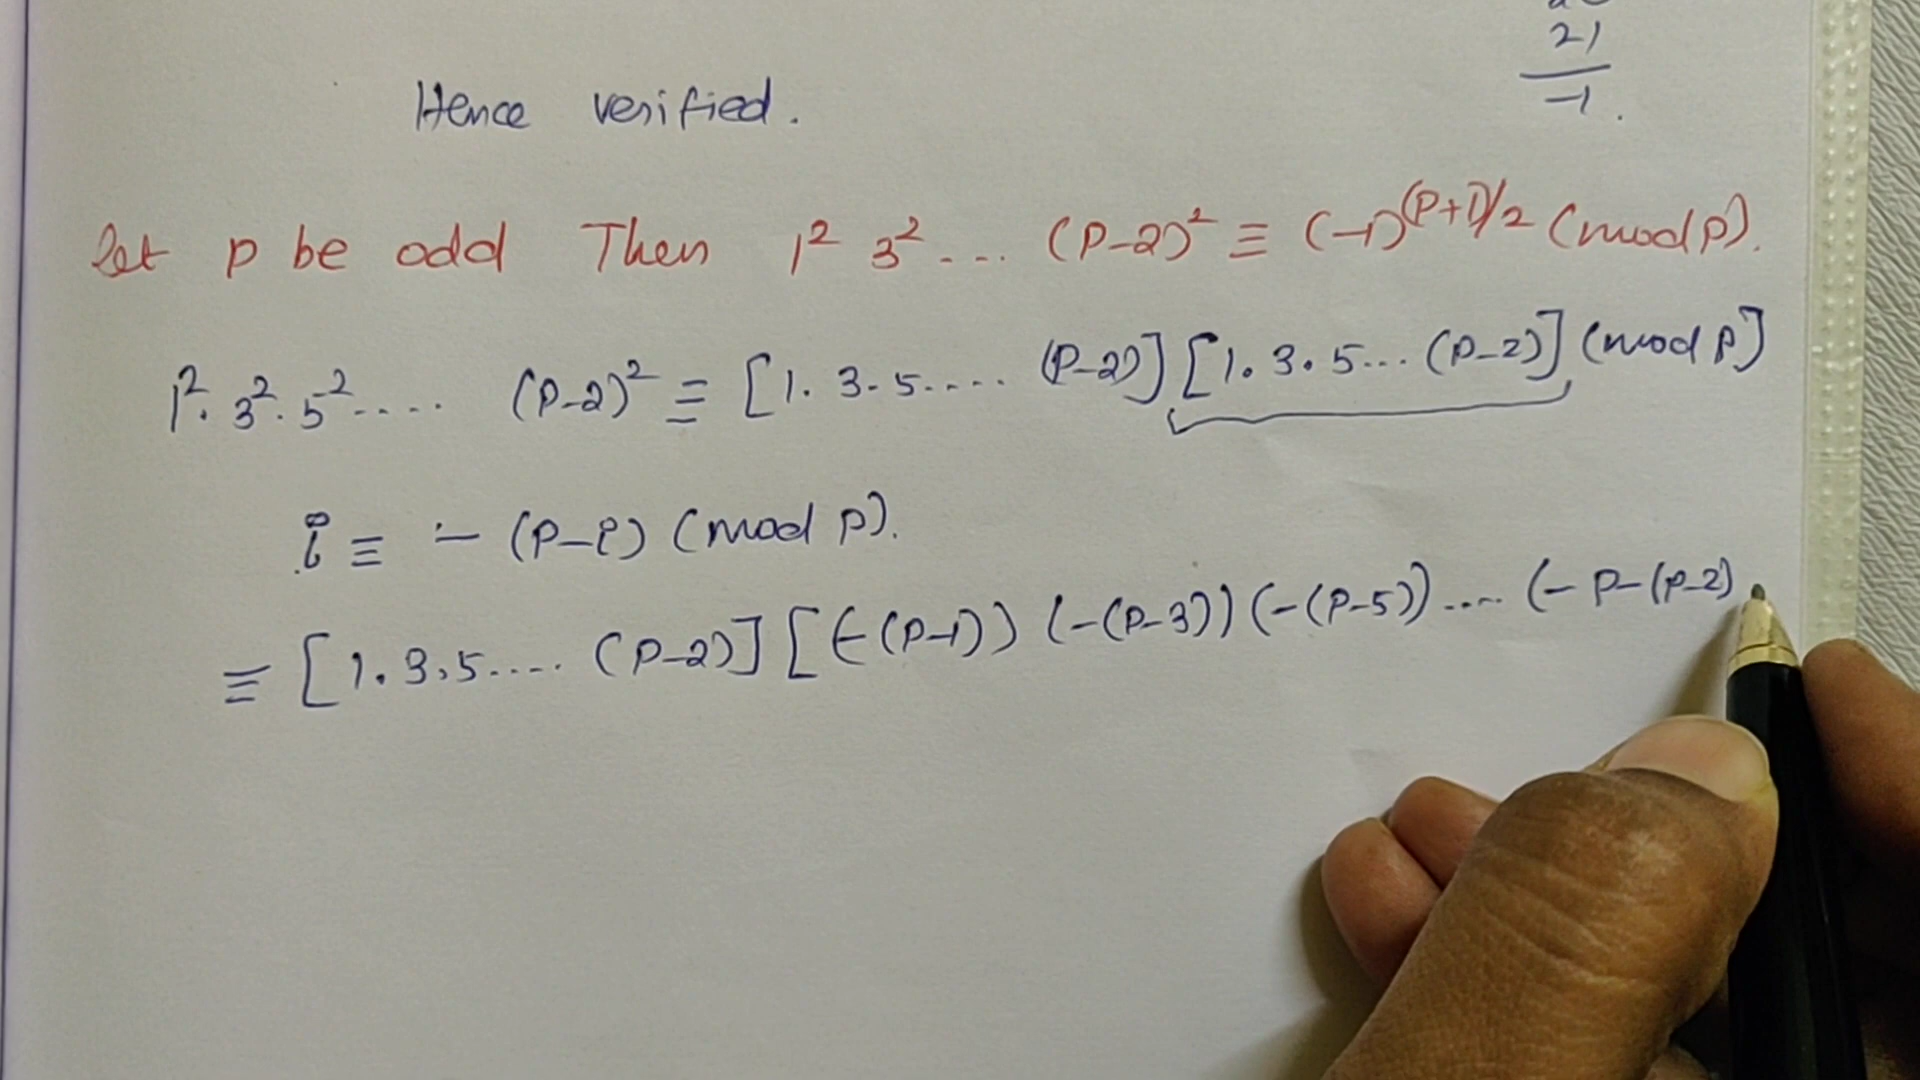 21
-1.
Hence verified.
Let p be odd Then 1² 3² ... (p-2)² ≡ (-1)^(p+1)/2 (mod p).
1². 3². 5² .... (p-2)² ≡ [1. 3. 5. .... (p-2)] [1. 3. 5... (p-2)] (mod p]
i ≡ - (p-i) (mod p).
≡ [1. 3. 5. .... (p-2)] [(-(p-1)) (-(p-3)) (-(p-5)) .... (- p-(p-2)